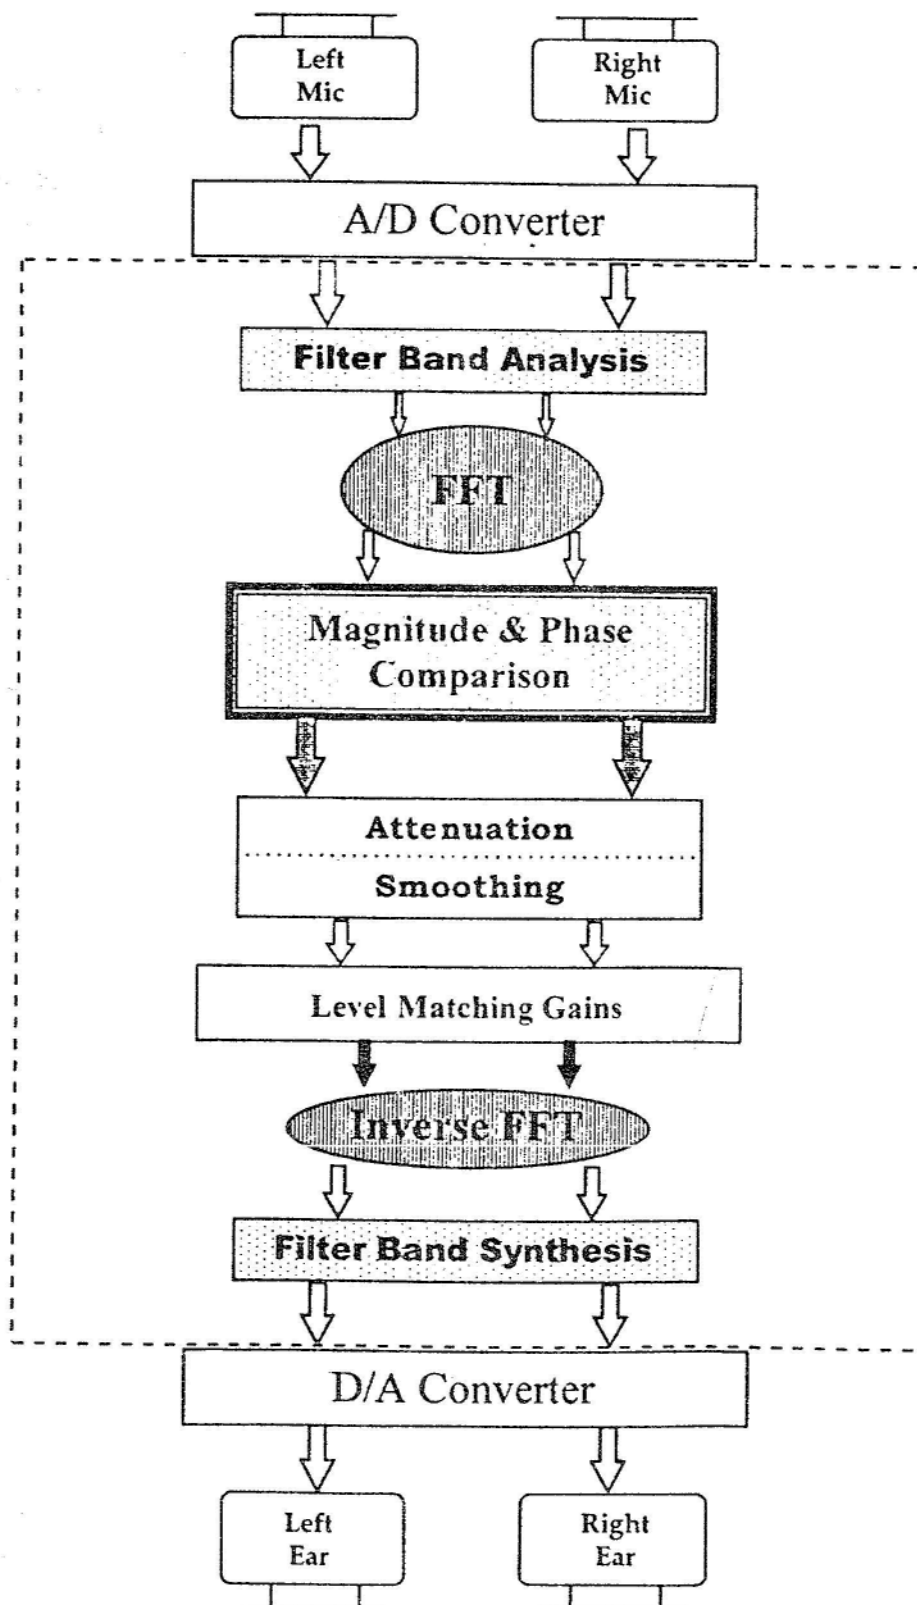 Left
Mic
Right
Mic
A/D Converter
Filter Band Analysis
FFT
Magnitude & Phase
Comparison
Attenuation
Smoothing
Level Matching Gains
Inverse FFT
Filter Band Synthesis
D/A Converter
Left
Ear
Right
Ear